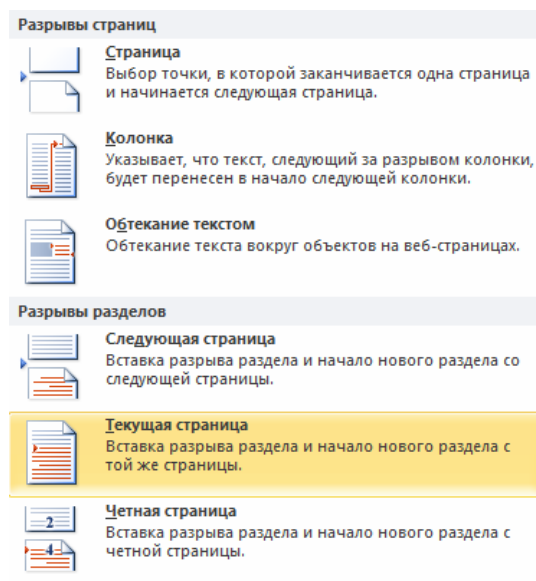 Разрывы страниц
Страница
Выбор точки, в которой заканчивается одна страница
и начинается следующая страница.
Колонка
Указывает, что текст, следующий за разрывом колонки,
будет перенесен в начало следующей колонки.
Обтекание текстом
Обтекание текста вокруг объектов на веб-страницах.
Разрывы разделов
Следующая страница
Вставка разрыва раздела и начало нового раздела со
следующей страницы.
Текущая страница
Вставка разрыва раздела и начало нового раздела с
той же страницы.
Четная страница
2
Вставка разрыва раздела и начало нового раздела с
4
четной страницы.